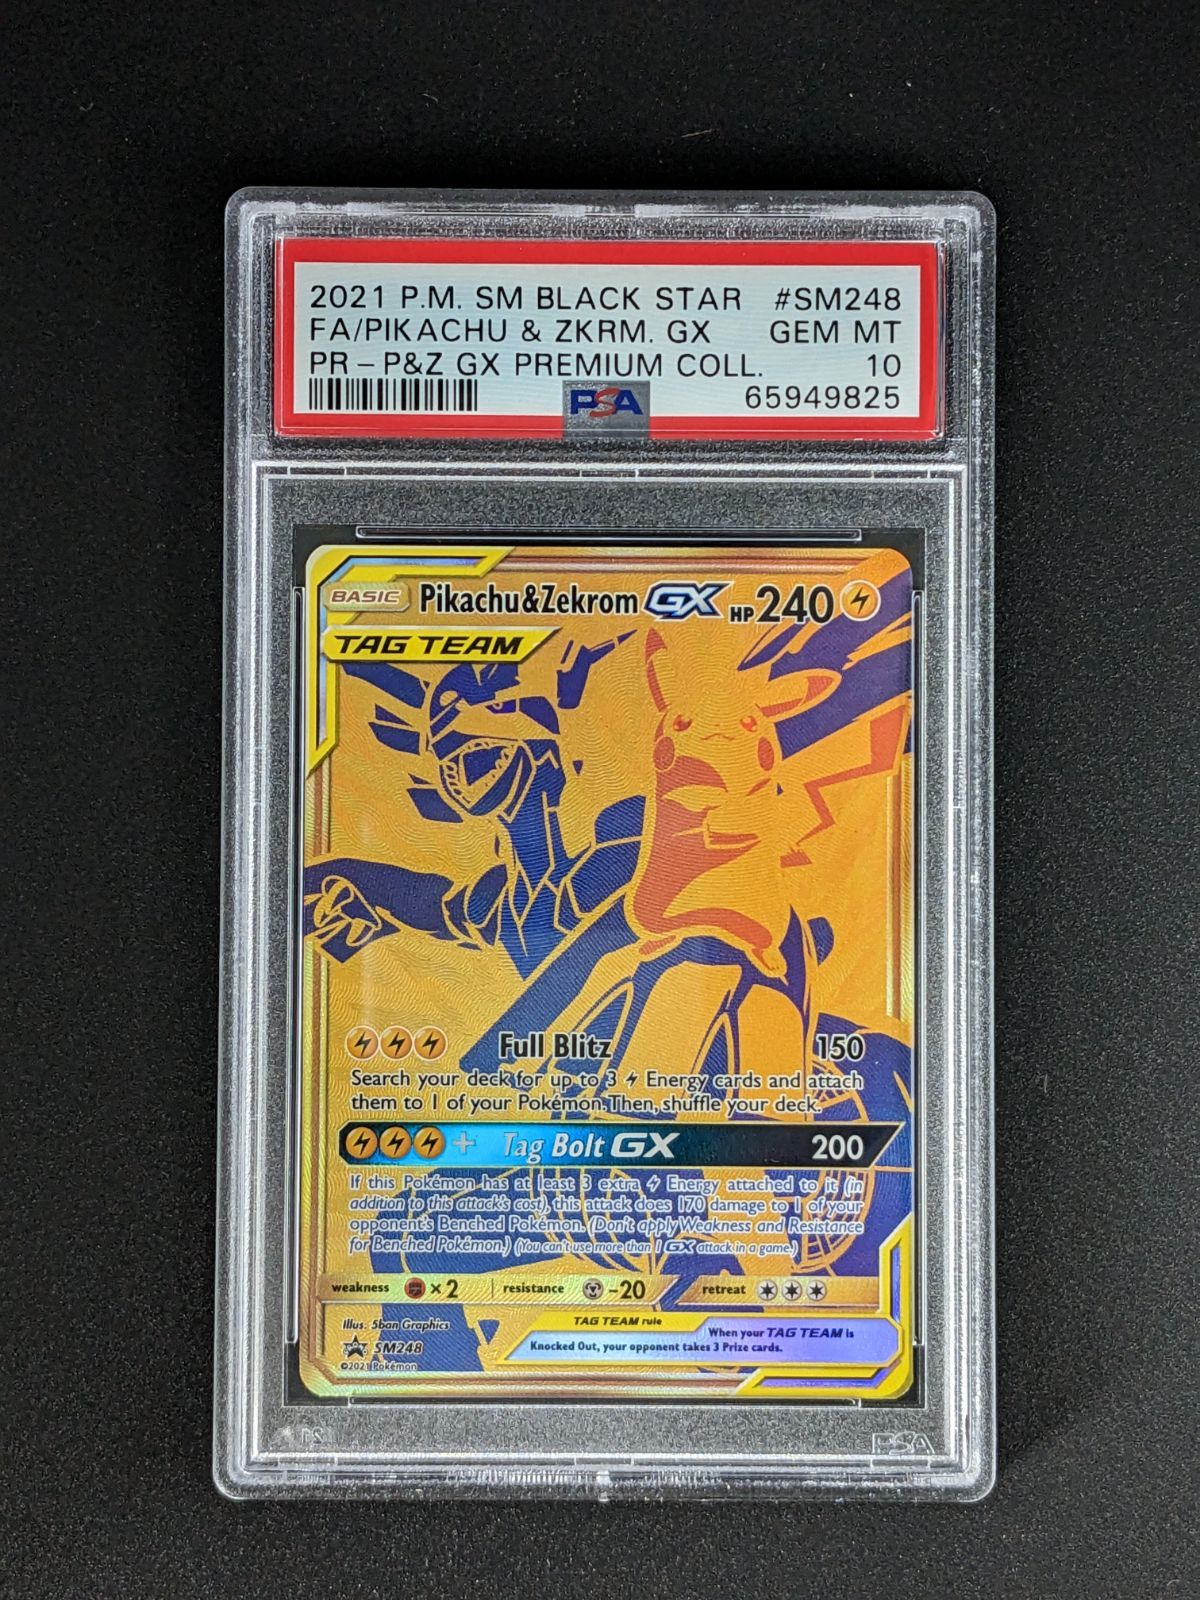 2021 P.M. SM BLACK STAR #SM248
FA/PIKACHU & ZKRM. GX GEM MT
PR-P&Z GX PREMIUM COLL. 10
PSA 65949825
BASIC Pikachu&Zekrom GX HP 240
TAG TEAM
Full Blitz 150
Search your deck for up to 3 Energy cards and attach
them to 1 of your Pokémon. Then, shuffle your deck.
+ Tag Bolt GX 200
If this Pokémon has at least 3 extra Energy attached to it (in
addition to this attack's cost), this attack does 170 damage to 1 of your
opponent's Benched Pokémon. (Don't apply Weakness and Resistance
for Benched Pokémon.) (You can't use more than 1 GX attack in a game.)
weakness ×2 resistance -20 retreat
Illus. 5ban Graphics
SM248
©2021 Pokémon
TAG TEAM rule
When your TAG TEAM is
Knocked Out, your opponent takes 3 Prize cards.
PSA